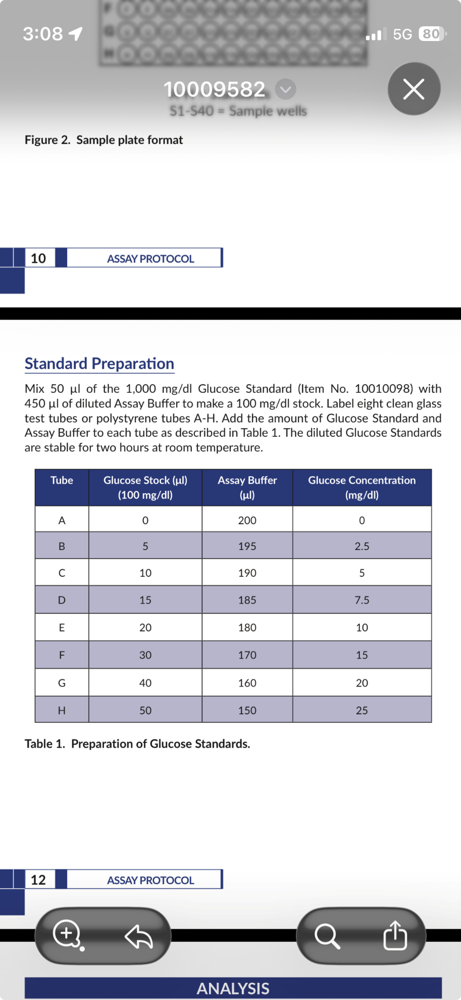 3:08
5G 80
10009582
S1-S40 = Sample wells
Figure 2. Sample plate format
10 ASSAY PROTOCOL
Standard Preparation
Mix 50 µl of the 1,000 mg/dl Glucose Standard (Item No. 10010098) with
450 µl of diluted Assay Buffer to make a 100 mg/dl stock. Label eight clean glass
test tubes or polystyrene tubes A-H. Add the amount of Glucose Standard and
Assay Buffer to each tube as described in Table 1. The diluted Glucose Standards
are stable for two hours at room temperature.
Tube Glucose Stock (µl) Assay Buffer Glucose Concentration
(100 mg/dl) (µl) (mg/dl)
A 0 200 0
B 5 195 2.5
C 10 190 5
D 15 185 7.5
E 20 180 10
F 30 170 15
G 40 160 20
H 50 150 25
Table 1. Preparation of Glucose Standards.
12 ASSAY PROTOCOL
ANALYSIS